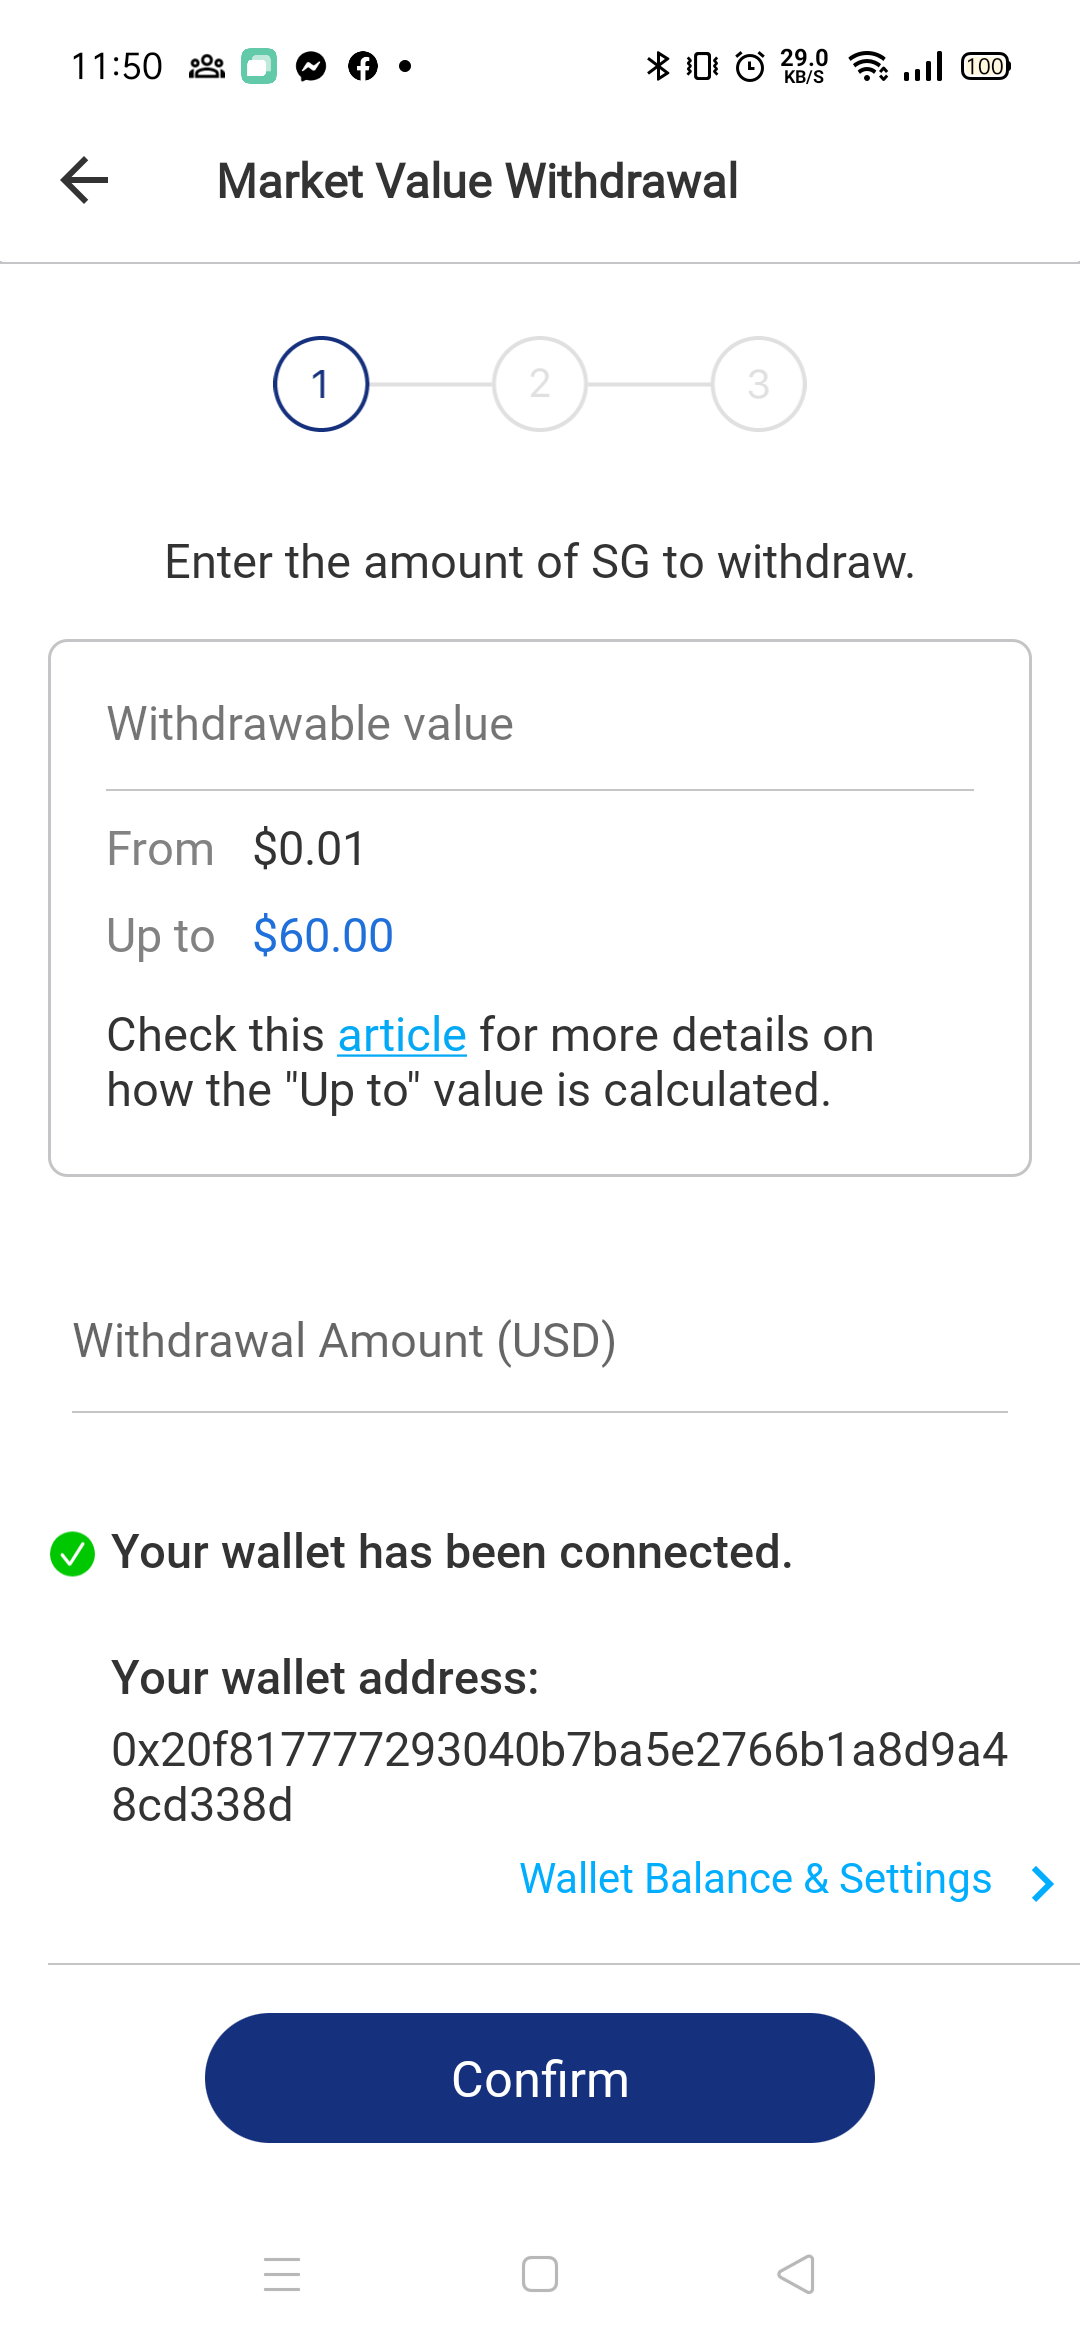 11:50
29.0
KB/S
100
Market Value Withdrawal
1
2
3
Enter the amount of SG to withdraw.
Withdrawable value
From $0.01
Up to $60.00
Check this article for more details on
how the "Up to" value is calculated.
Withdrawal Amount (USD)
Your wallet has been connected.
Your wallet address:
0x20f817777293040b7ba5e2766b1a8d9a4
8cd338d
Wallet Balance & Settings
Confirm